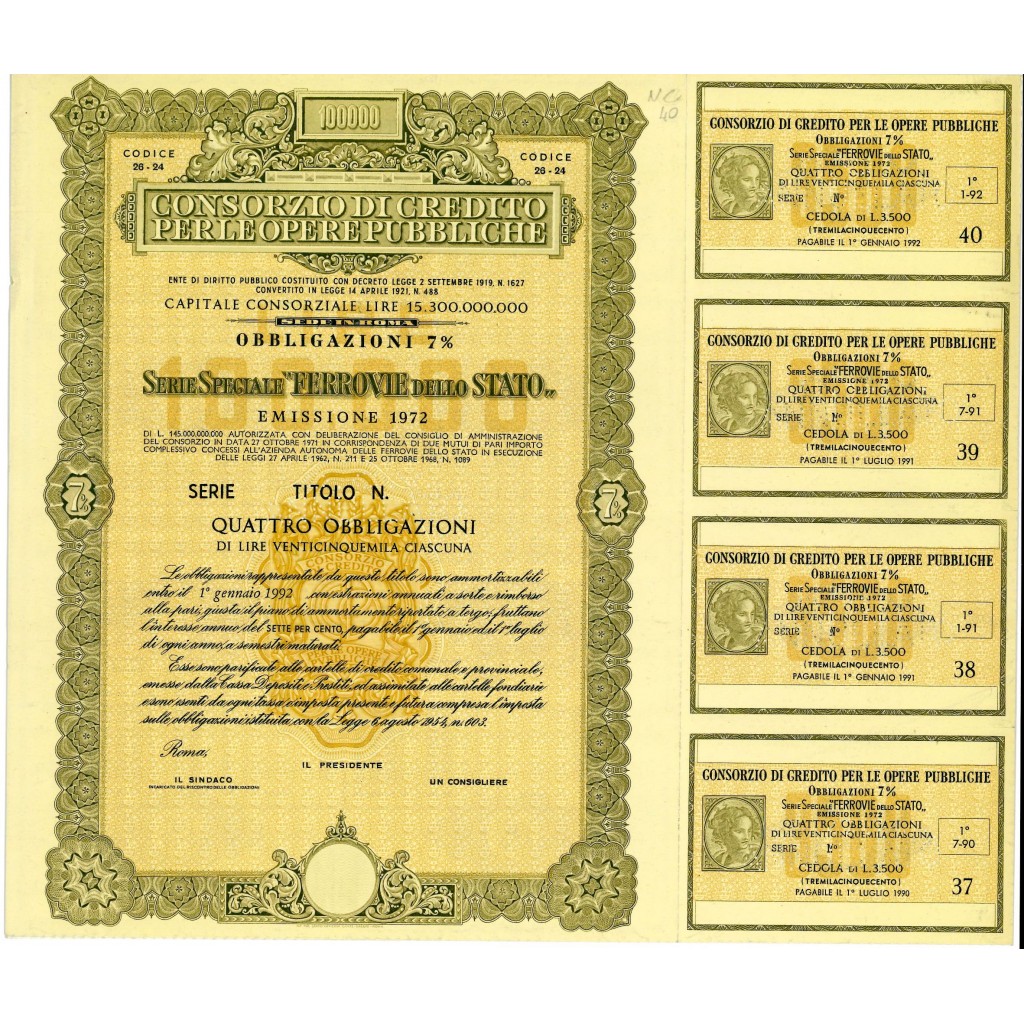 100000
N.C.
40
CODICE
26 - 24
CODICE
26 - 24
CONSORZIO DI CREDITO
PER LE OPERE PUBBLICHE
ENTE DI DIRITTO PUBBLICO COSTITUITO CON DECRETO LEGGE 2 SETTEMBRE 1919, N. 1627
CONVERTITO IN LEGGE 14 APRILE 1921, N. 488
CAPITALE CONSORZIALE LIRE 15.300.000.000
SEDE IN ROMA
OBBLIGAZIONI 7%
SERIE SPECIALE "FERROVIE DELLO STATO„
EMISSIONE 1972
DI L. 145.000.000.000 AUTORIZZATA CON DELIBERAZIONE DEL CONSIGLIO DI AMMINISTRAZIONE
DEL CONSORZIO IN DATA 27 OTTOBRE 1971 IN CORRISPONDENZA DI DUE MUTUI DI PARI IMPORTO
COMPLESSIVO CONCESSI ALL'AZIENDA AUTONOMA DELLE FERROVIE DELLO STATO IN ESECUZIONE
DELLE LEGGI 27 APRILE 1962, N. 211 E 25 OTTOBRE 1968, N. 1089
7%
7%
SERIE TITOLO N.
QUATTRO OBBLIGAZIONI
DI LIRE VENTICINQUEMILA CIASCUNA
Le obbligazioni rappresentate da questo titolo sono ammortizzabili
entro il 1° gennaio 1992 con estrazioni annuali a sorte e rimborso
alla pari, giusta il piano di ammortamento riportato a tergo; fruttano
l'interesse annuo del SETTE PER CENTO, pagabile il 1° gennaio ed il 1° luglio
di ogni anno, a semestre maturati.
Esse sono parificate alle cartelle di credito comunale e provinciale,
emesse dalla Cassa Depositi e Prestiti, ed assimilate alle cartelle fondiarie
e sono esenti da ogni tassa e imposta, presente e futura, compresa l'imposta
sulle obbligazioni istituita con la Legge 6 agosto 1954, n. 603.
Roma,
IL PRESIDENTE
IL SINDACO
INCARICATO DEL RISCONTRO DELLE OBBLIGAZIONI
UN CONSIGLIERE
CONSORZIO DI CREDITO PER LE OPERE PUBBLICHE
OBBLIGAZIONI 7%
SERIE SPECIALE "FERROVIE DELLO STATO„
EMISSIONE 1972
QUATTRO OBBLIGAZIONI
DI LIRE VENTICINQUEMILA CIASCUNA
SERIE N°
1°
1-92
CEDOLA DI L. 3.500
(TREMILACINQUECENTO)
PAGABILE IL 1° GENNAIO 1992
40
CONSORZIO DI CREDITO PER LE OPERE PUBBLICHE
OBBLIGAZIONI 7%
SERIE SPECIALE "FERROVIE DELLO STATO„
EMISSIONE 1972
QUATTRO OBBLIGAZIONI
DI LIRE VENTICINQUEMILA CIASCUNA
SERIE N°
1°
7-91
CEDOLA DI L. 3.500
(TREMILACINQUECENTO)
PAGABILE IL 1° LUGLIO 1991
39
CONSORZIO DI CREDITO PER LE OPERE PUBBLICHE
OBBLIGAZIONI 7%
SERIE SPECIALE "FERROVIE DELLO STATO„
EMISSIONE 1972
QUATTRO OBBLIGAZIONI
DI LIRE VENTICINQUEMILA CIASCUNA
SERIE N°
1°
1-91
CEDOLA DI L. 3.500
(TREMILACINQUECENTO)
PAGABILE IL 1° GENNAIO 1991
38
CONSORZIO DI CREDITO PER LE OPERE PUBBLICHE
OBBLIGAZIONI 7%
SERIE SPECIALE "FERROVIE DELLO STATO„
EMISSIONE 1972
QUATTRO OBBLIGAZIONI
DI LIRE VENTICINQUEMILA CIASCUNA
SERIE N°
1°
7-90
CEDOLA DI L. 3.500
(TREMILACINQUECENTO)
PAGABILE IL 1° LUGLIO 1990
37